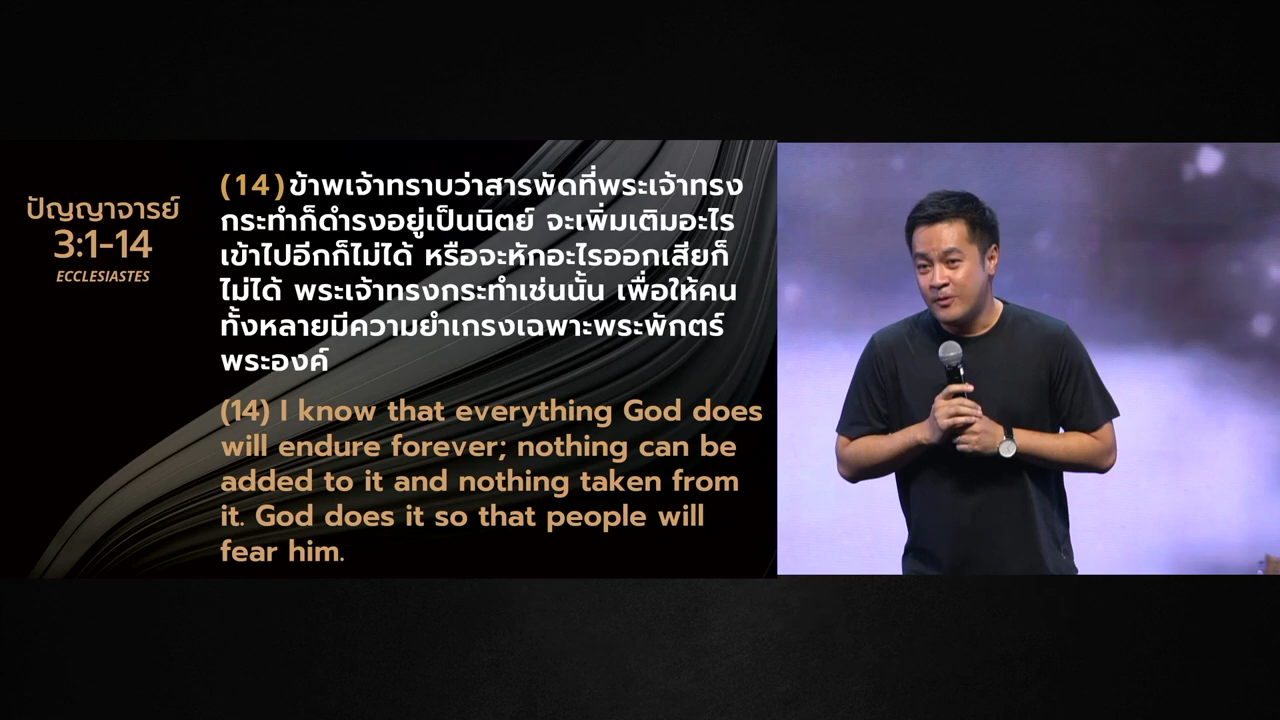 ปัญญาจารย์
3:1-14
ECCLESIASTES
(14)ข้าพเจ้าทราบว่าสารพัดที่พระเจ้าทรง
กระทำก็ดำรงอยู่เป็นนิตย์ จะเพิ่มเติมอะไร
เข้าไปอีกก็ไม่ได้ หรือจะหักอะไรออกเสียก็
ไม่ได้ พระเจ้าทรงกระทำเช่นนั้น เพื่อให้คน
ทั้งหลายมีความยำเกรงเฉพาะพระพักตร์
พระองค์
(14) I know that everything God does
will endure forever; nothing can be
added to it and nothing taken from
it. God does it so that people will
fear him.